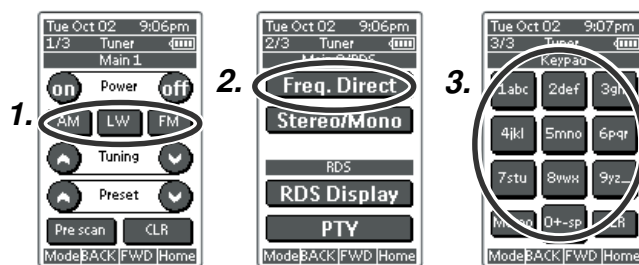 1.
Tue Oct 02 9:06pm
1/3 Tuner
Main 1
on Power off
AM LW FM
Tuning
Preset
Pre scan CLR
Mode BACK FWD Home
2.
Tue Oct 02 9:06pm
2/3 Tuner
Freq. Direct
Stereo/Mono
RDS
RDS Display
PTY
Mode BACK FWD Home
3.
Tue Oct 02 9:07pm
3/3 Tuner
Keypad
1abc 2def
4jkl 5mno 6pqr
7stu 8vwx 9yz_
0+-sp
Mode BACK FWD Home